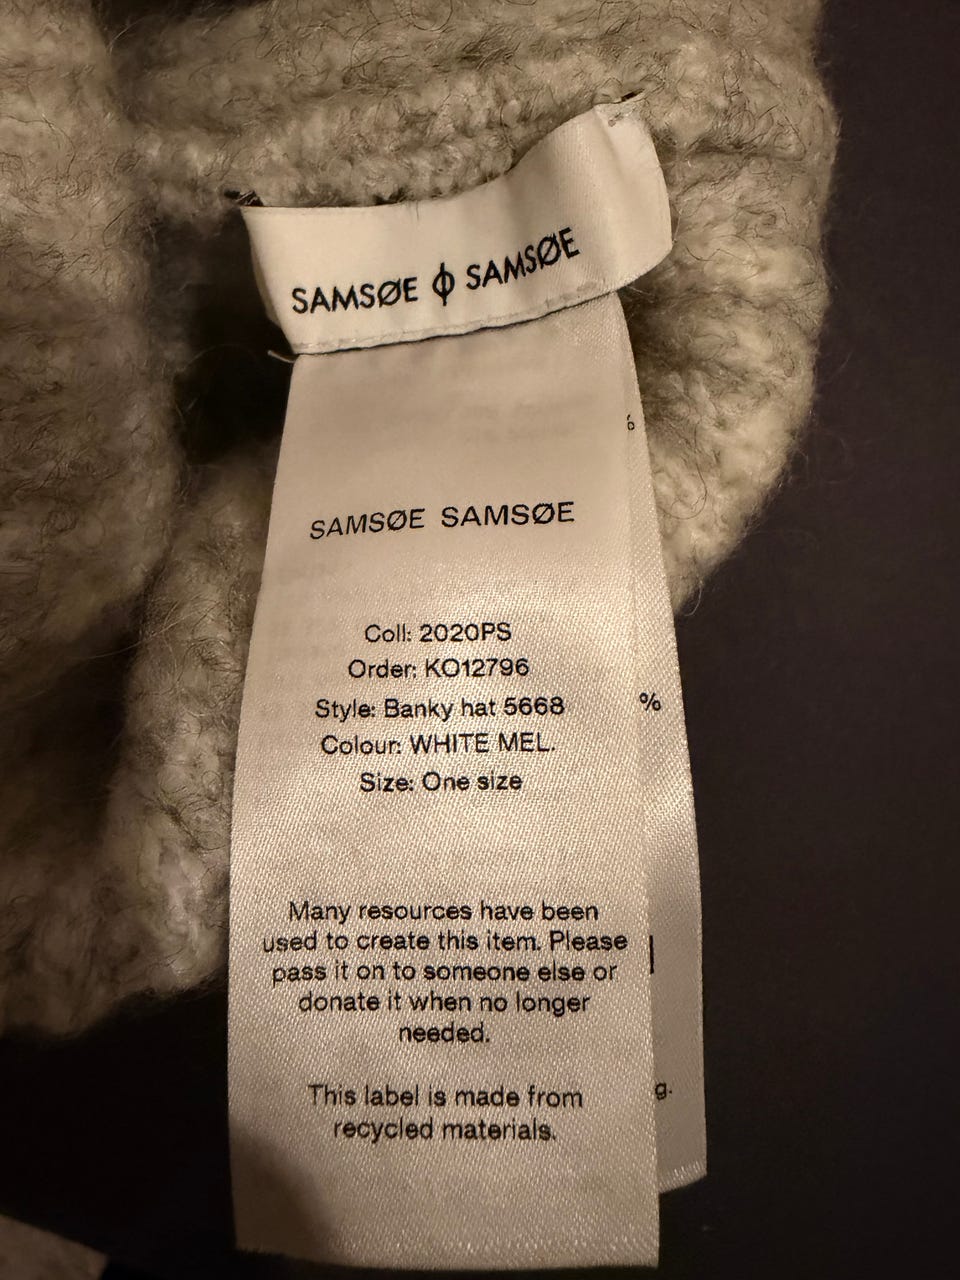 SAMSØE ϕ SAMSØE
SAMSØE SAMSØE
Coll: 2020PS
Order: KO12796
Style: Banky hat 5668
Colour: WHITE MEL.
Size: One size
Many resources have been
used to create this item. Please
pass it on to someone else or
donate it when no longer
needed.
This label is made from
recycled materials.
%
g.